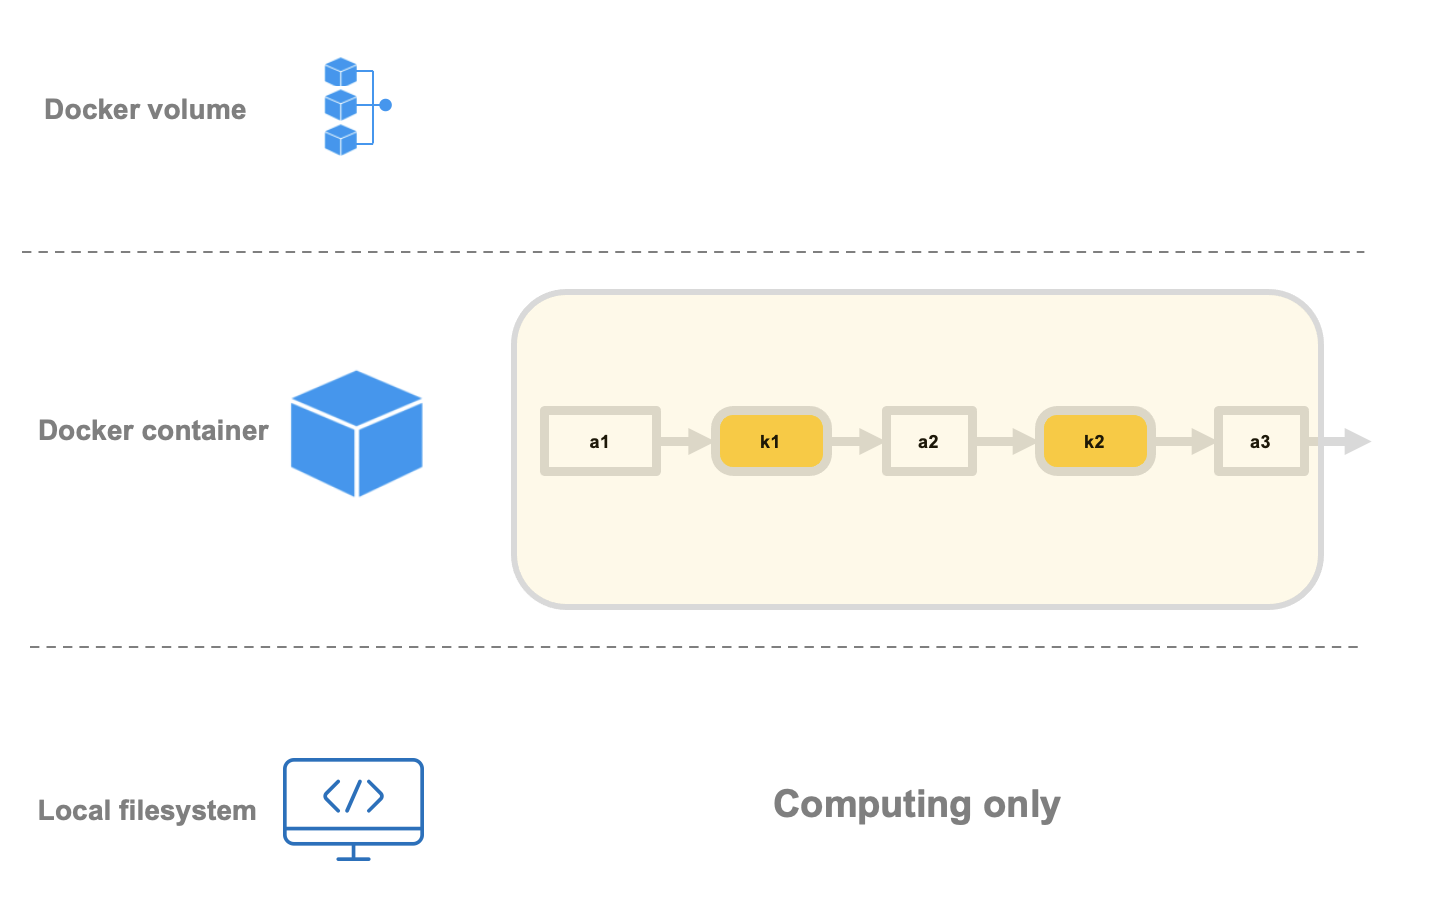 Docker volume
Docker container
a1
k1
a2
k2
a3
</>
Local filesystem
Computing only